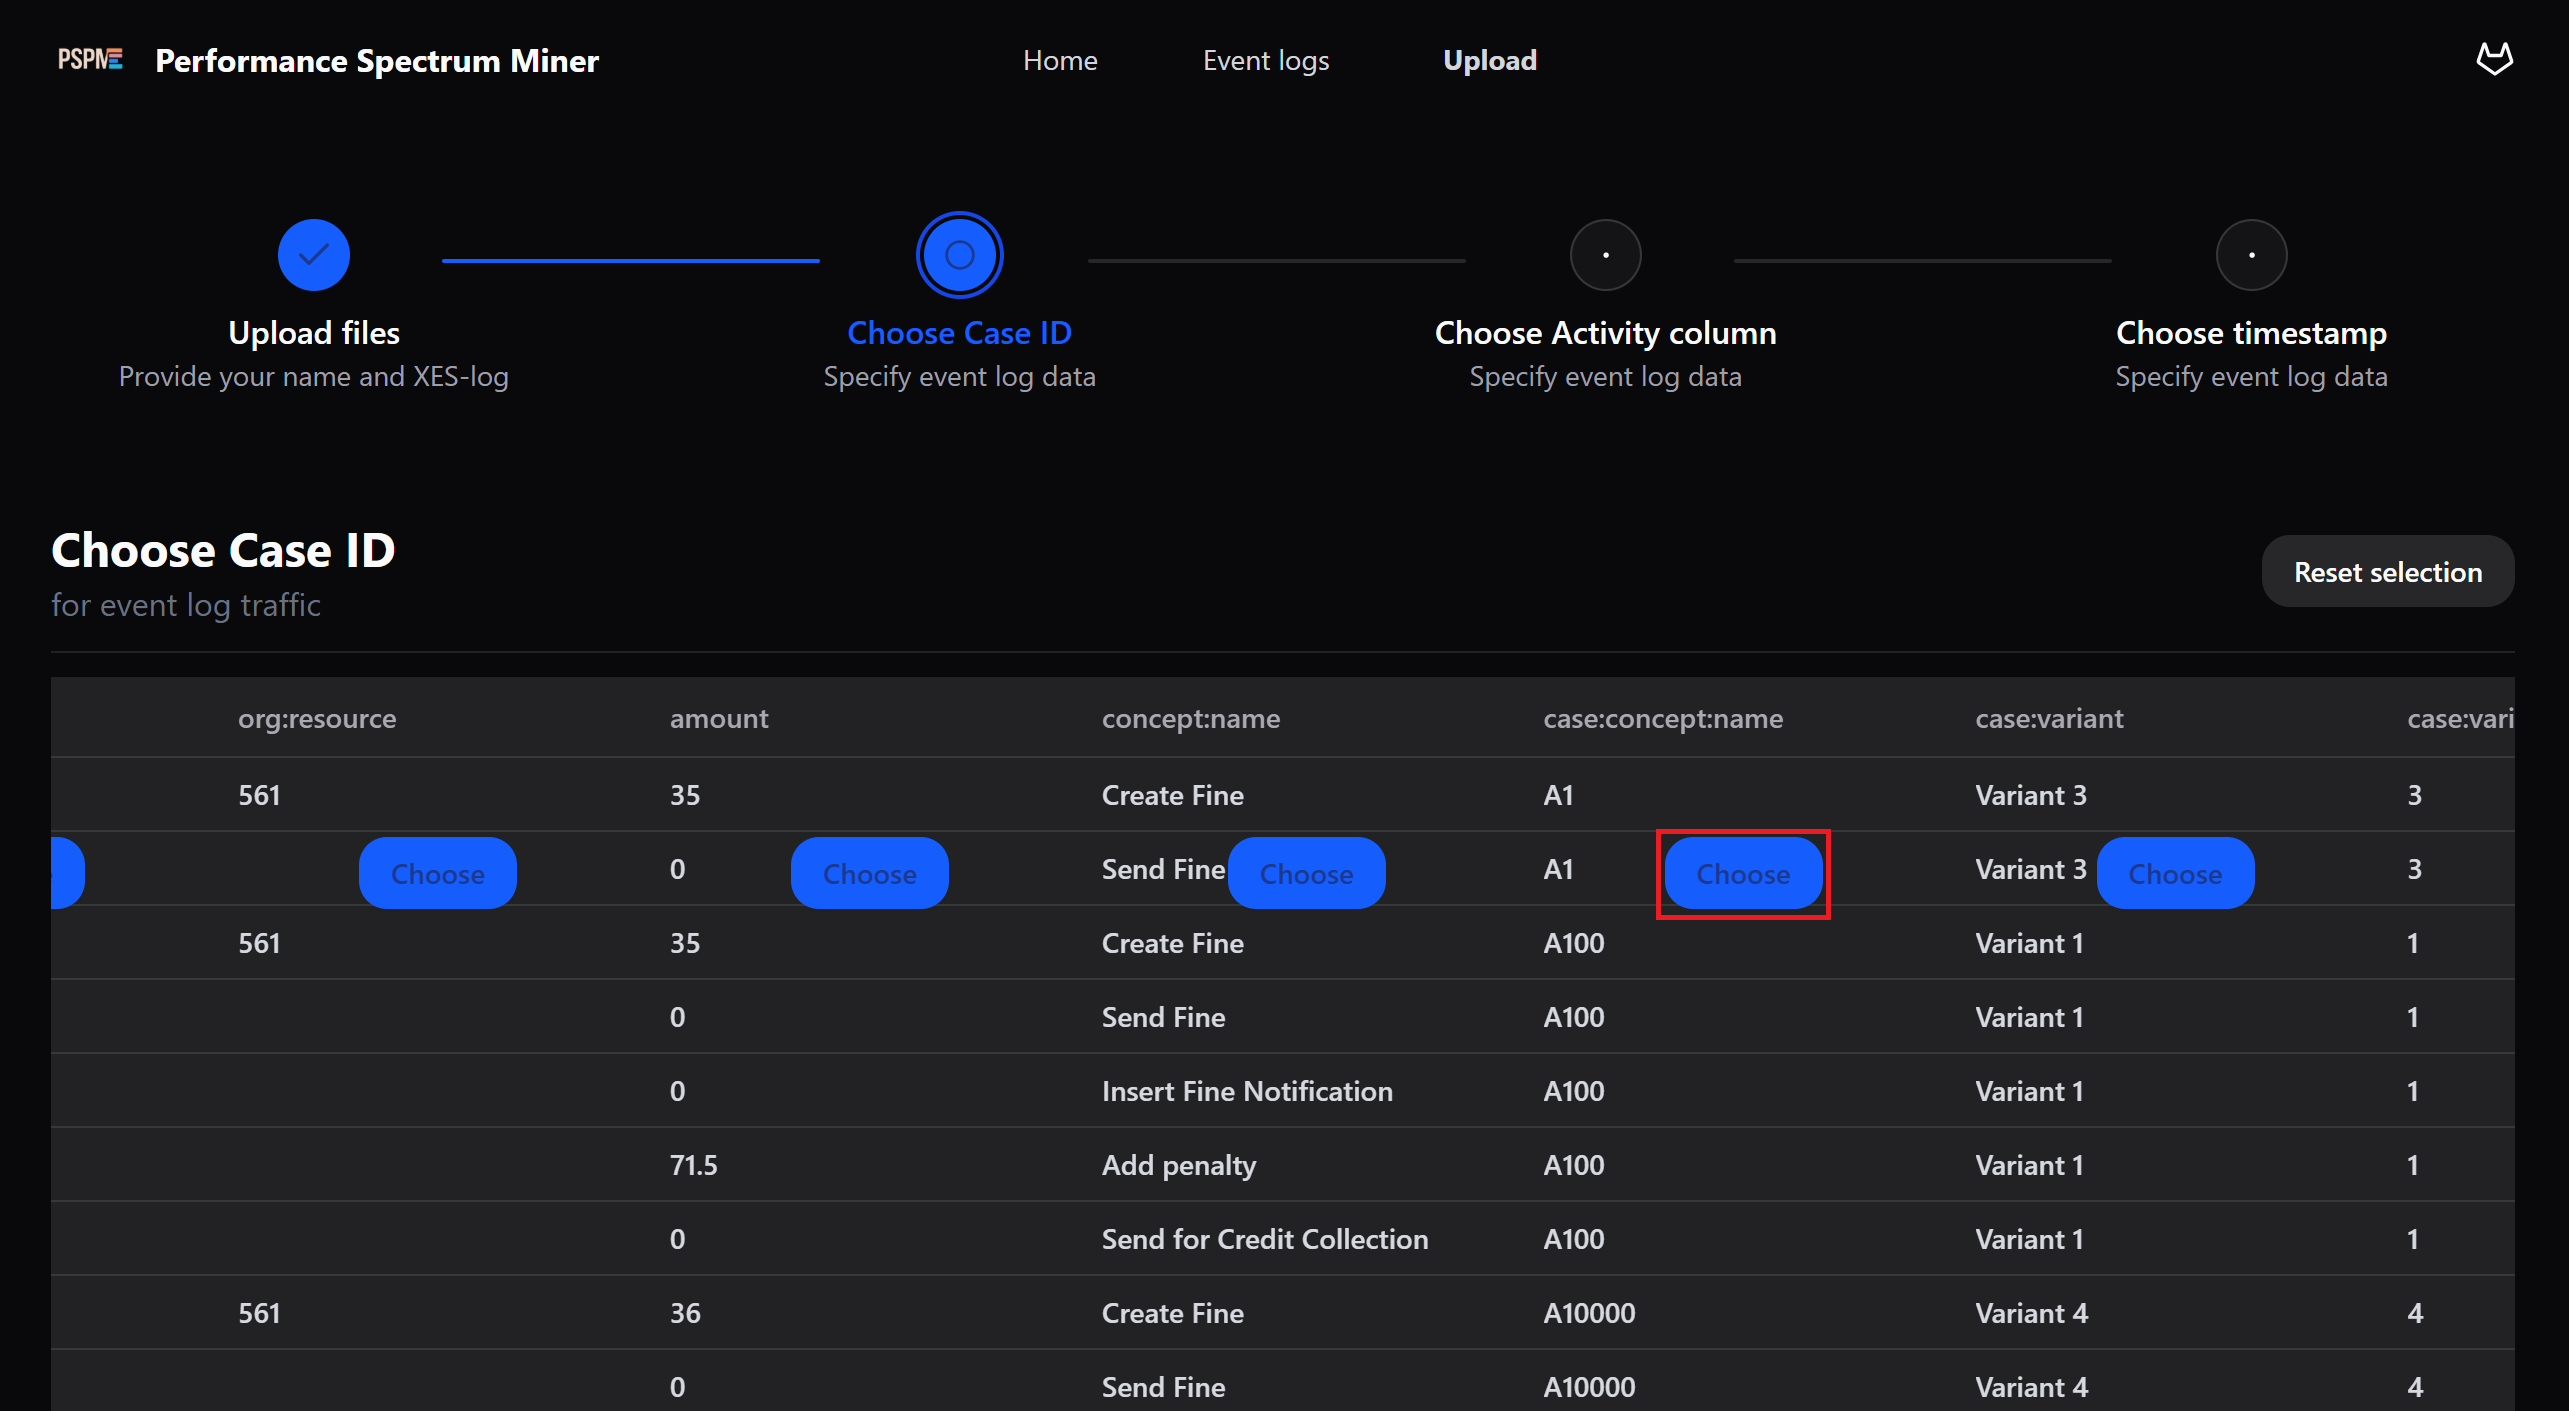 PSPM Performance Spectrum Miner Home Event logs Upload
Upload files Choose Case ID Choose Activity column Choose timestamp
Provide your name and XES-log Specify event log data Specify event log data Specify event log data
Choose Case ID
for event log traffic
Reset selection
org:resource amount concept:name case:concept:name case:variant case:vari
561 35 Create Fine A1 Variant 3 3
Choose 0 Choose Send Fine Choose A1 Choose Variant 3 Choose 3
561 35 Create Fine A100 Variant 1 1
0 Send Fine A100 Variant 1 1
0 Insert Fine Notification A100 Variant 1 1
71.5 Add penalty A100 Variant 1 1
0 Send for Credit Collection A100 Variant 1 1
561 36 Create Fine A10000 Variant 4 4
0 Send Fine A10000 Variant 4 4